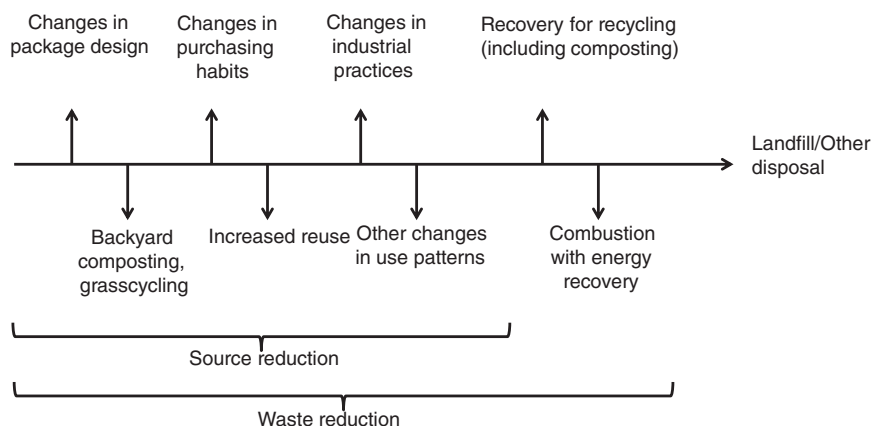 Changes in
package design
Changes in
purchasing
habits
Changes in
industrial
practices
Recovery for recycling
(including composting)
Landfill/Other
disposal
Backyard
composting,
grasscycling
Increased reuse
Other changes
in use patterns
Combustion
with energy
recovery
Source reduction
Waste reduction